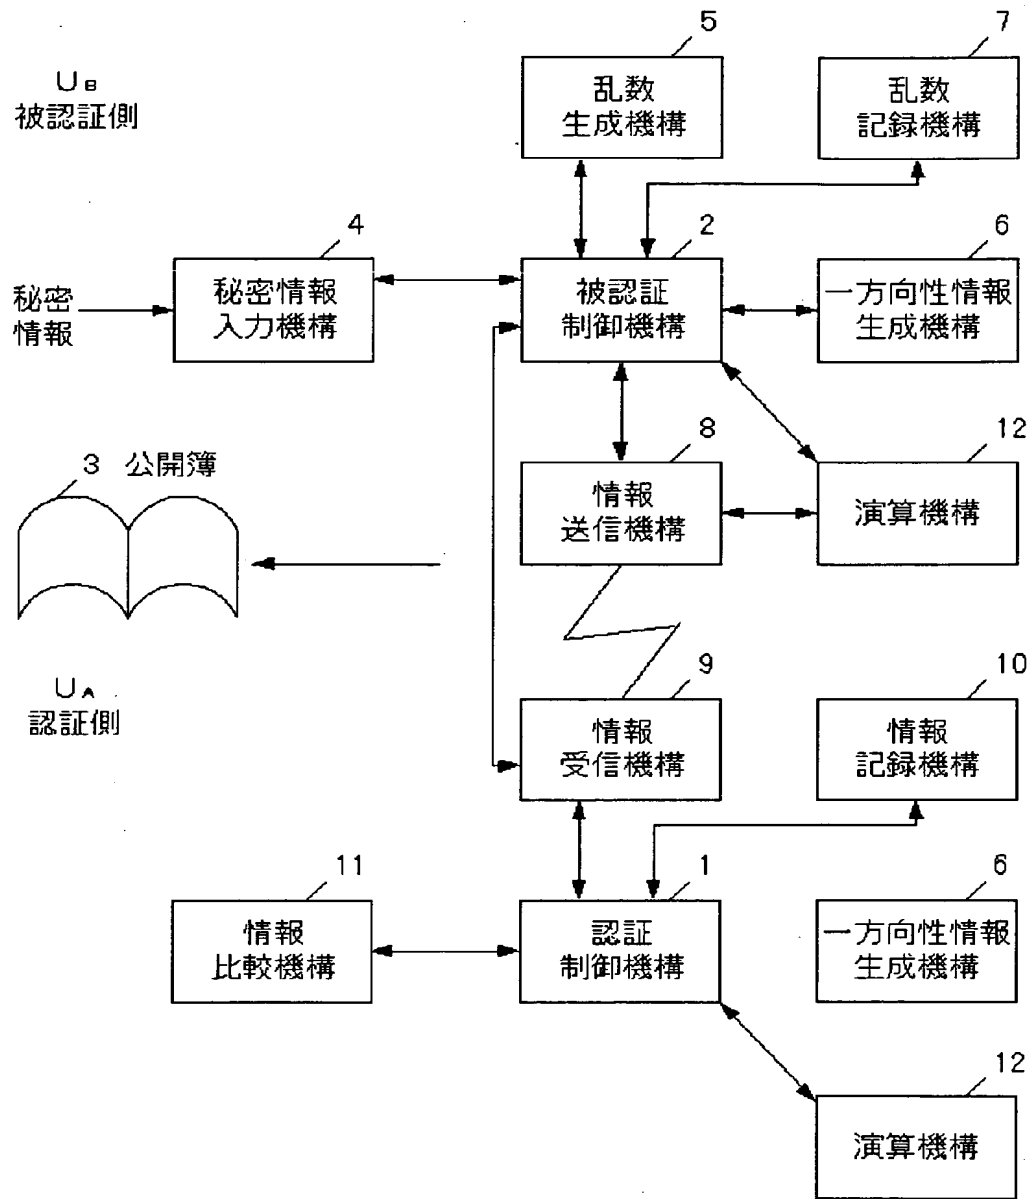 5
7
U_B
被認証側
乱数
生成機構
乱数
記録機構
4
2
6
秘密
情報
秘密情報
入力機構
被認証
制御機構
一方向性情報
生成機構
8
12
3 公開簿
情報
送信機構
演算機構
9
10
U_A
認証側
情報
受信機構
情報
記録機構
11
1
6
情報
比較機構
認証
制御機構
一方向性情報
生成機構
12
演算機構